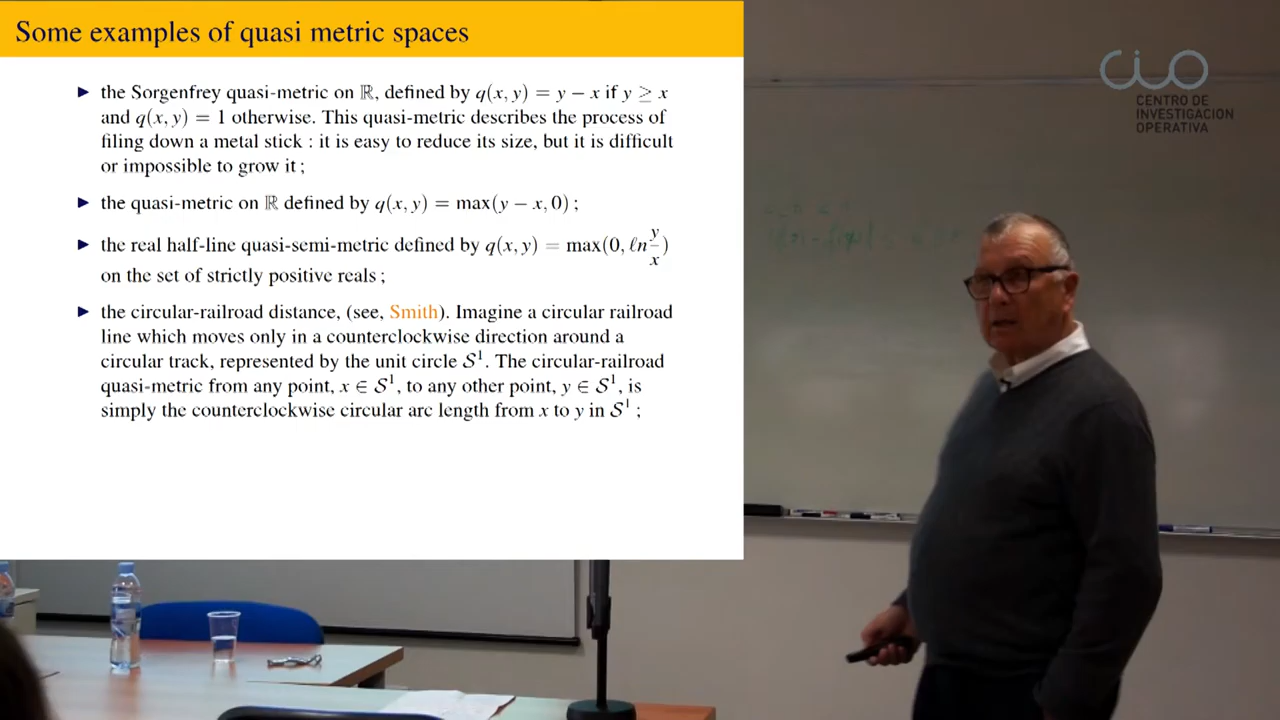 Some examples of quasi metric spaces
▶ the Sorgenfrey quasi-metric on ℝ, defined by q(x, y) = y − x if y ≥ x
and q(x, y) = 1 otherwise. This quasi-metric describes the process of
filing down a metal stick : it is easy to reduce its size, but it is difficult
or impossible to grow it ;
▶ the quasi-metric on ℝ defined by q(x, y) = max(y − x, 0) ;
▶ the real half-line quasi-semi-metric defined by q(x, y) = max(0, ℓn y/x)
on the set of strictly positive reals ;
▶ the circular-railroad distance, (see, Smith). Imagine a circular railroad
line which moves only in a counterclockwise direction around a
circular track, represented by the unit circle S¹. The circular-railroad
quasi-metric from any point, x ∈ S¹, to any other point, y ∈ S¹, is
simply the counterclockwise circular arc length from x to y in S¹ ;
cio
CENTRO DE
INVESTIGACION
OPERATIVA